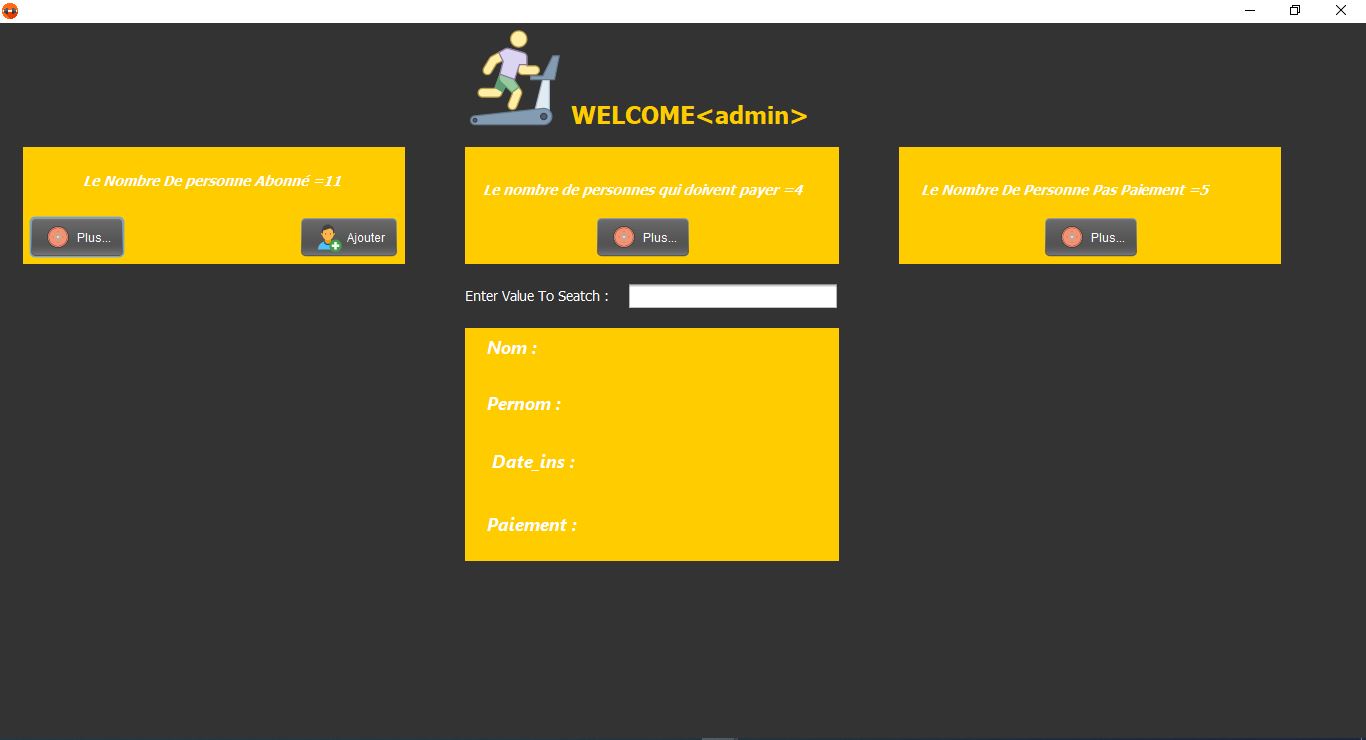 WELCOME<admin>
Le Nombre De personne Abonné =11
Plus...
Ajouter
Le nombre de personnes qui doivent payer =4
Plus...
Le Nombre De Personne Pas Paiement =5
Plus...
Enter Value To Seatch :
Nom :
Pernom :
Date_ins :
Paiement :